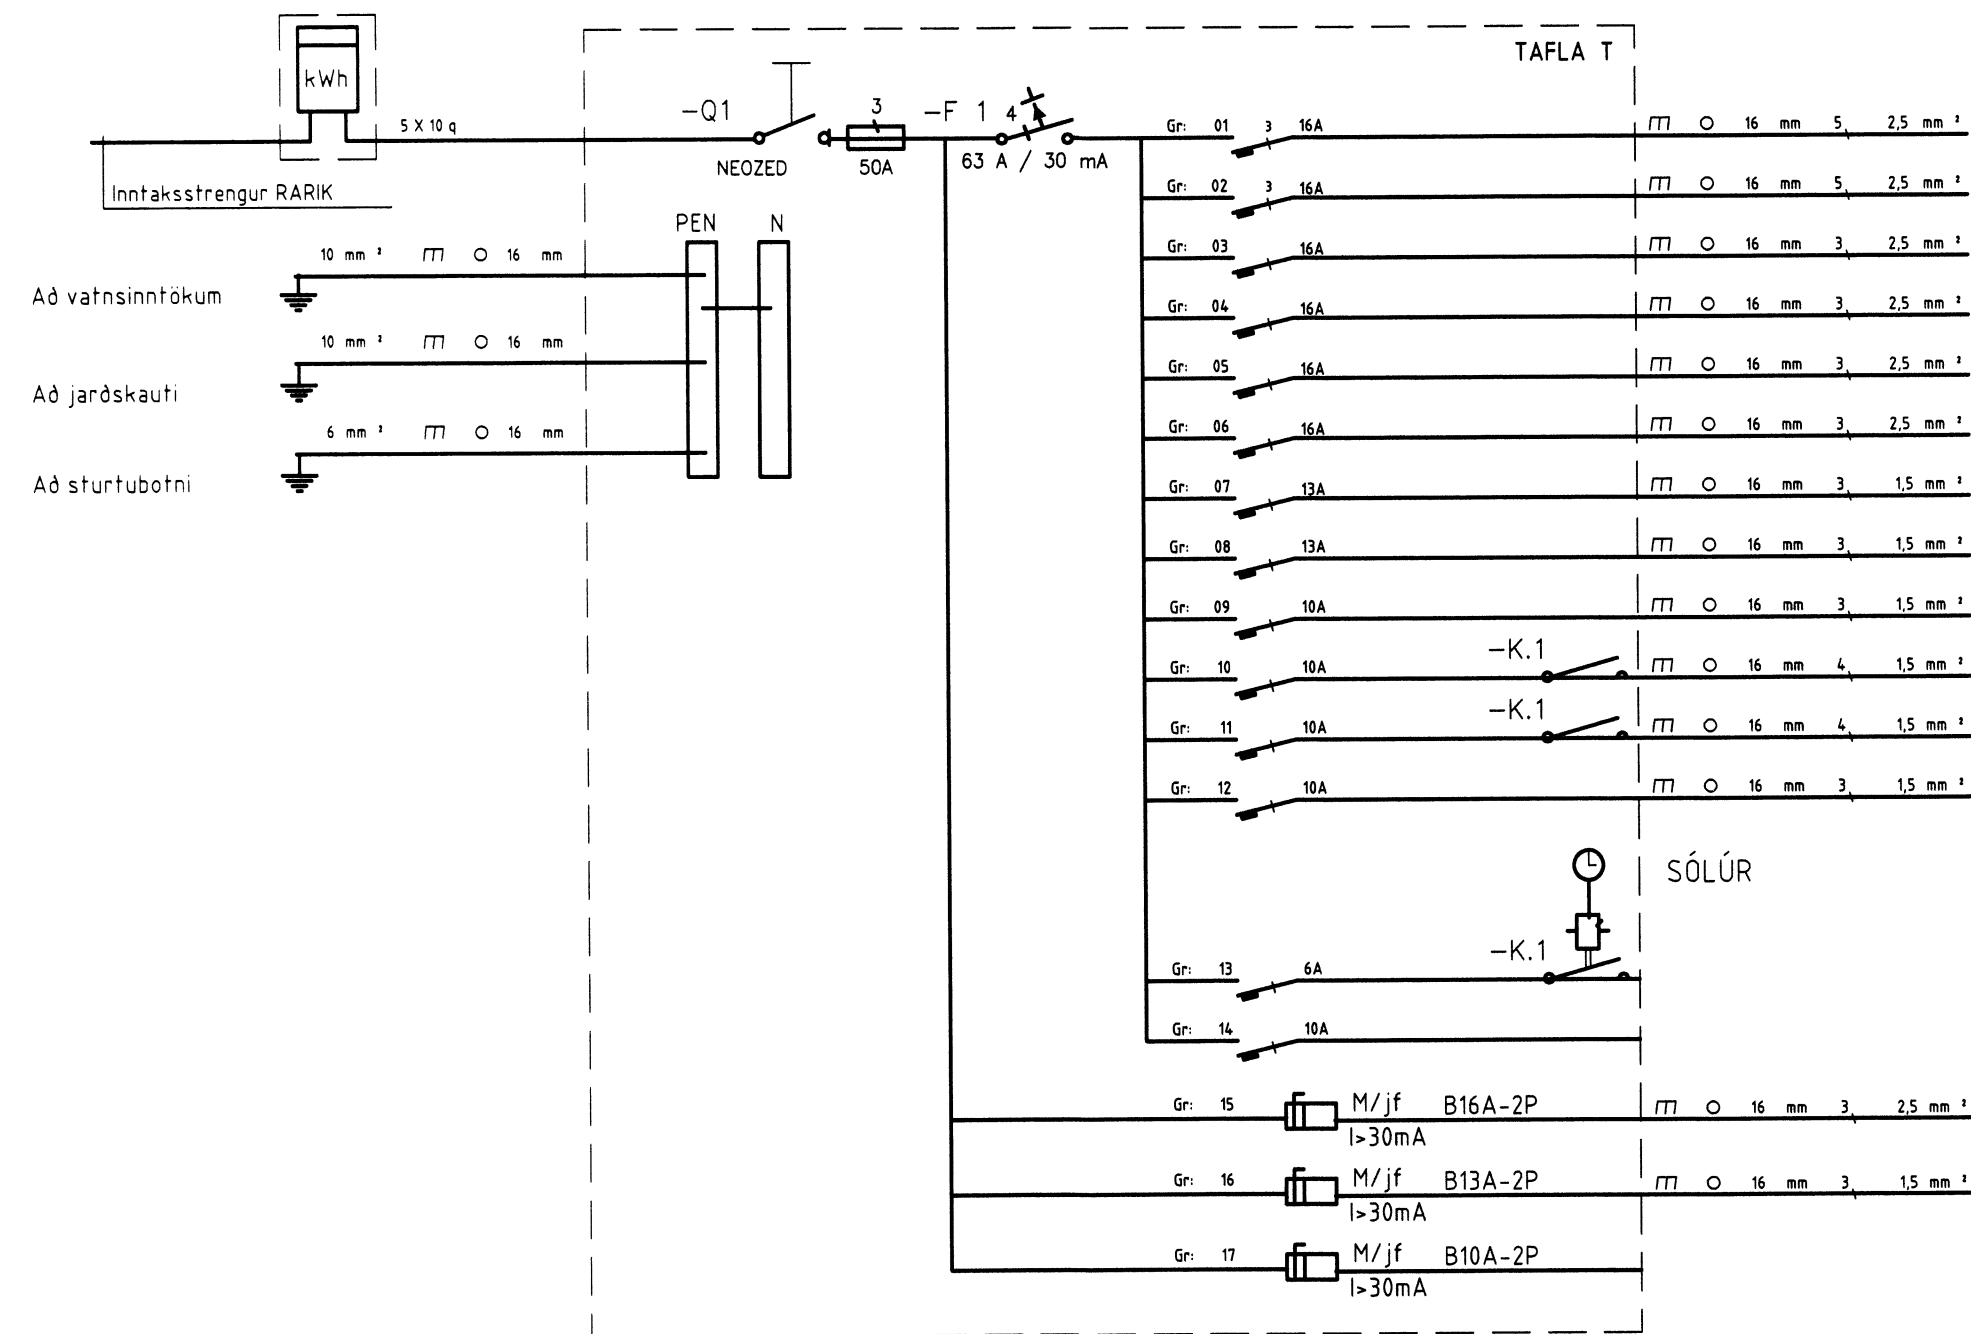 TAFLA T
kWh
5 X 10 q
-Q1
NEOZED
3
50A
-F 1
4
63 A / 30 mA
Inntaksstrengur RARIK
PEN N
10 mm ² 16 mm
Að vatnsinntökum
10 mm ² 16 mm
Að jarðskauti
6 mm ² 16 mm
Að sturtubotni
Gr: 01 3 16A 16 mm 5 2,5 mm ²
Gr: 02 3 16A 16 mm 5 2,5 mm ²
Gr: 03 16A 16 mm 3 2,5 mm ²
Gr: 04 16A 16 mm 3 2,5 mm ²
Gr: 05 16A 16 mm 3 2,5 mm ²
Gr: 06 16A 16 mm 3 2,5 mm ²
Gr: 07 13A 16 mm 3 1,5 mm ²
Gr: 08 13A 16 mm 3 1,5 mm ²
Gr: 09 10A 16 mm 3 1,5 mm ²
Gr: 10 10A -K.1 16 mm 4 1,5 mm ²
Gr: 11 10A -K.1 16 mm 4 1,5 mm ²
Gr: 12 10A 16 mm 3 1,5 mm ²
SÓLÚR
Gr: 13 6A -K.1
Gr: 14 10A
Gr: 15 M/jf B16A-2P 16 mm 3 2,5 mm ²
I>30mA
Gr: 16 M/jf B13A-2P 16 mm 3 1,5 mm ²
I>30mA
Gr: 17 M/jf B10A-2P
I>30mA